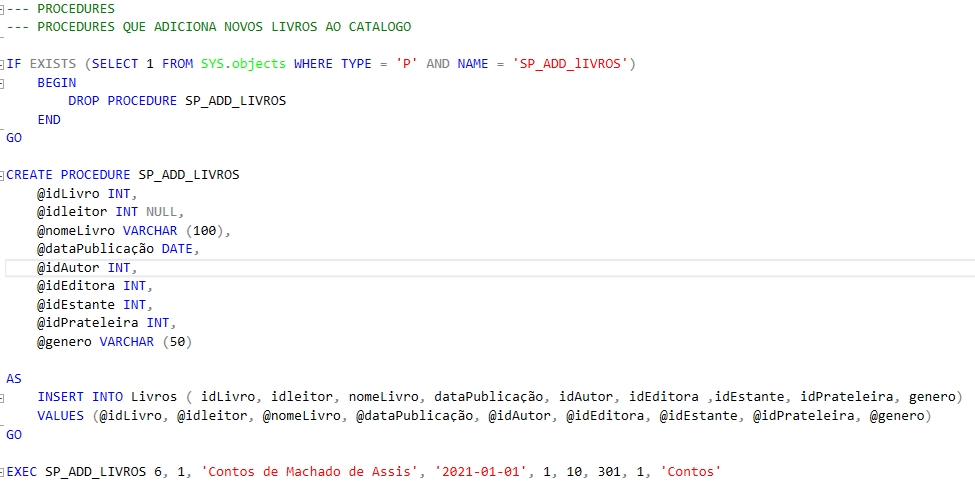 --- PROCEDURES
--- PROCEDURES QUE ADICIONA NOVOS LIVROS AO CATALOGO
IF EXISTS (SELECT 1 FROM SYS.objects WHERE TYPE = 'P' AND NAME = 'SP_ADD_lIVROS')
BEGIN
DROP PROCEDURE SP_ADD_LIVROS
END
GO
CREATE PROCEDURE SP_ADD_LIVROS
@idLivro INT,
@idleitor INT NULL,
@nomeLivro VARCHAR (100),
@dataPublicação DATE,
@idAutor INT,
@idEditora INT,
@idEstante INT,
@idPrateleira INT,
@genero VARCHAR (50)
AS
INSERT INTO Livros ( idLivro, idleitor, nomeLivro, dataPublicação, idAutor, idEditora ,idEstante, idPrateleira, genero)
VALUES (@idLivro, @idleitor, @nomeLivro, @dataPublicação, @idAutor, @idEditora, @idEstante, @idPrateleira, @genero)
GO
EXEC SP_ADD_LIVROS 6, 1, 'Contos de Machado de Assis', '2021-01-01', 1, 10, 301, 1, 'Contos'